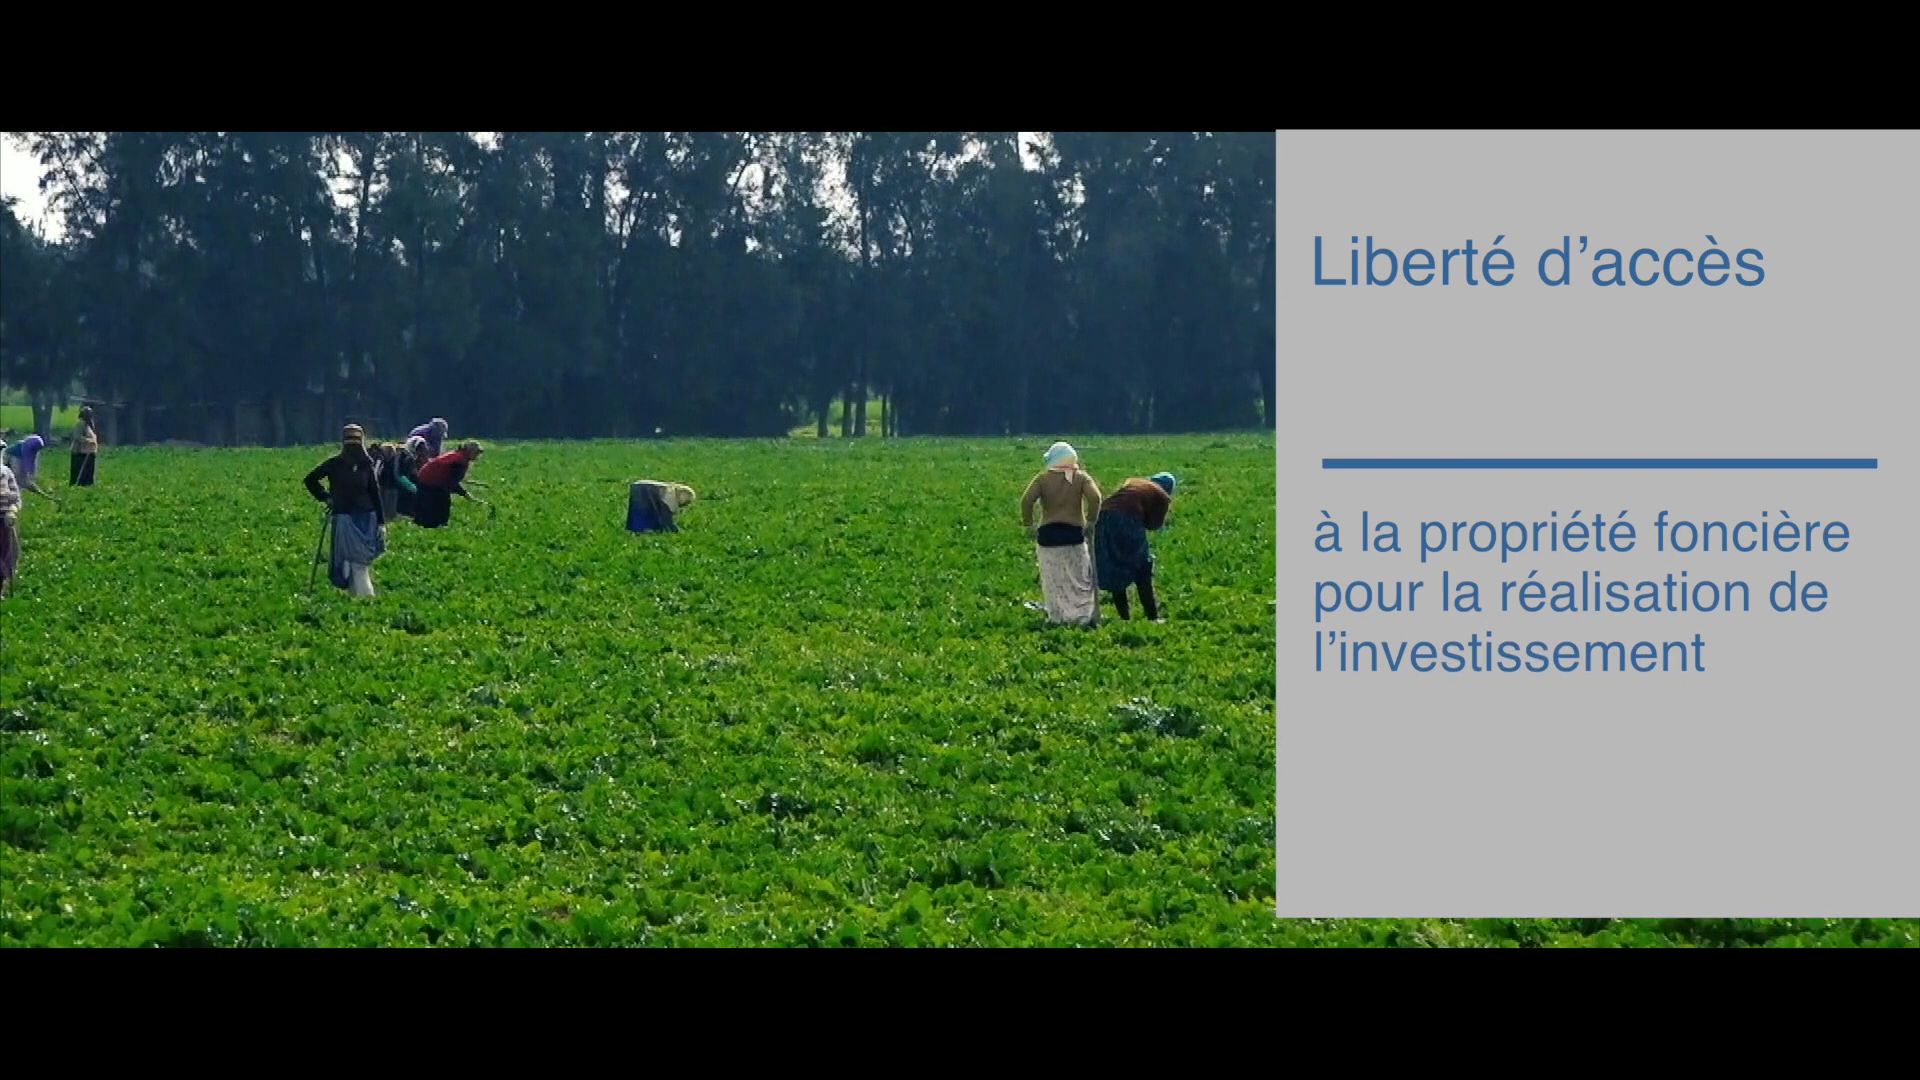 Liberté d’accès
à la propriété foncière
pour la réalisation de
l’investissement